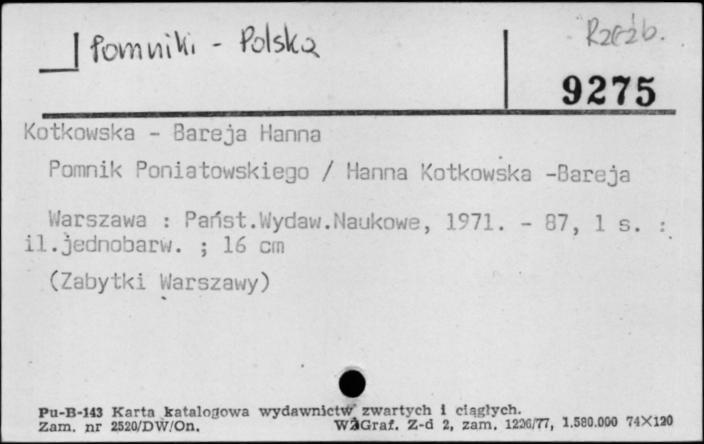 Pomniki - Polska
Rzeźb.
9275
Kotkowska - Bareja Hanna
Pomnik Poniatowskiego / Hanna Kotkowska -Bareja
Warszawa : Państ.Wydaw.Naukowe, 1971. - 87, 1 s. :
il.jednobarw. ; 16 cm
(Zabytki Warszawy)
Pu-B-143 Karta katalogowa wydawnictw zwartych i ciągłych.
Zam. nr 2520/DW/On. WZGraf. Z-d 2, zam. 1226/77, 1.580.000 74X120